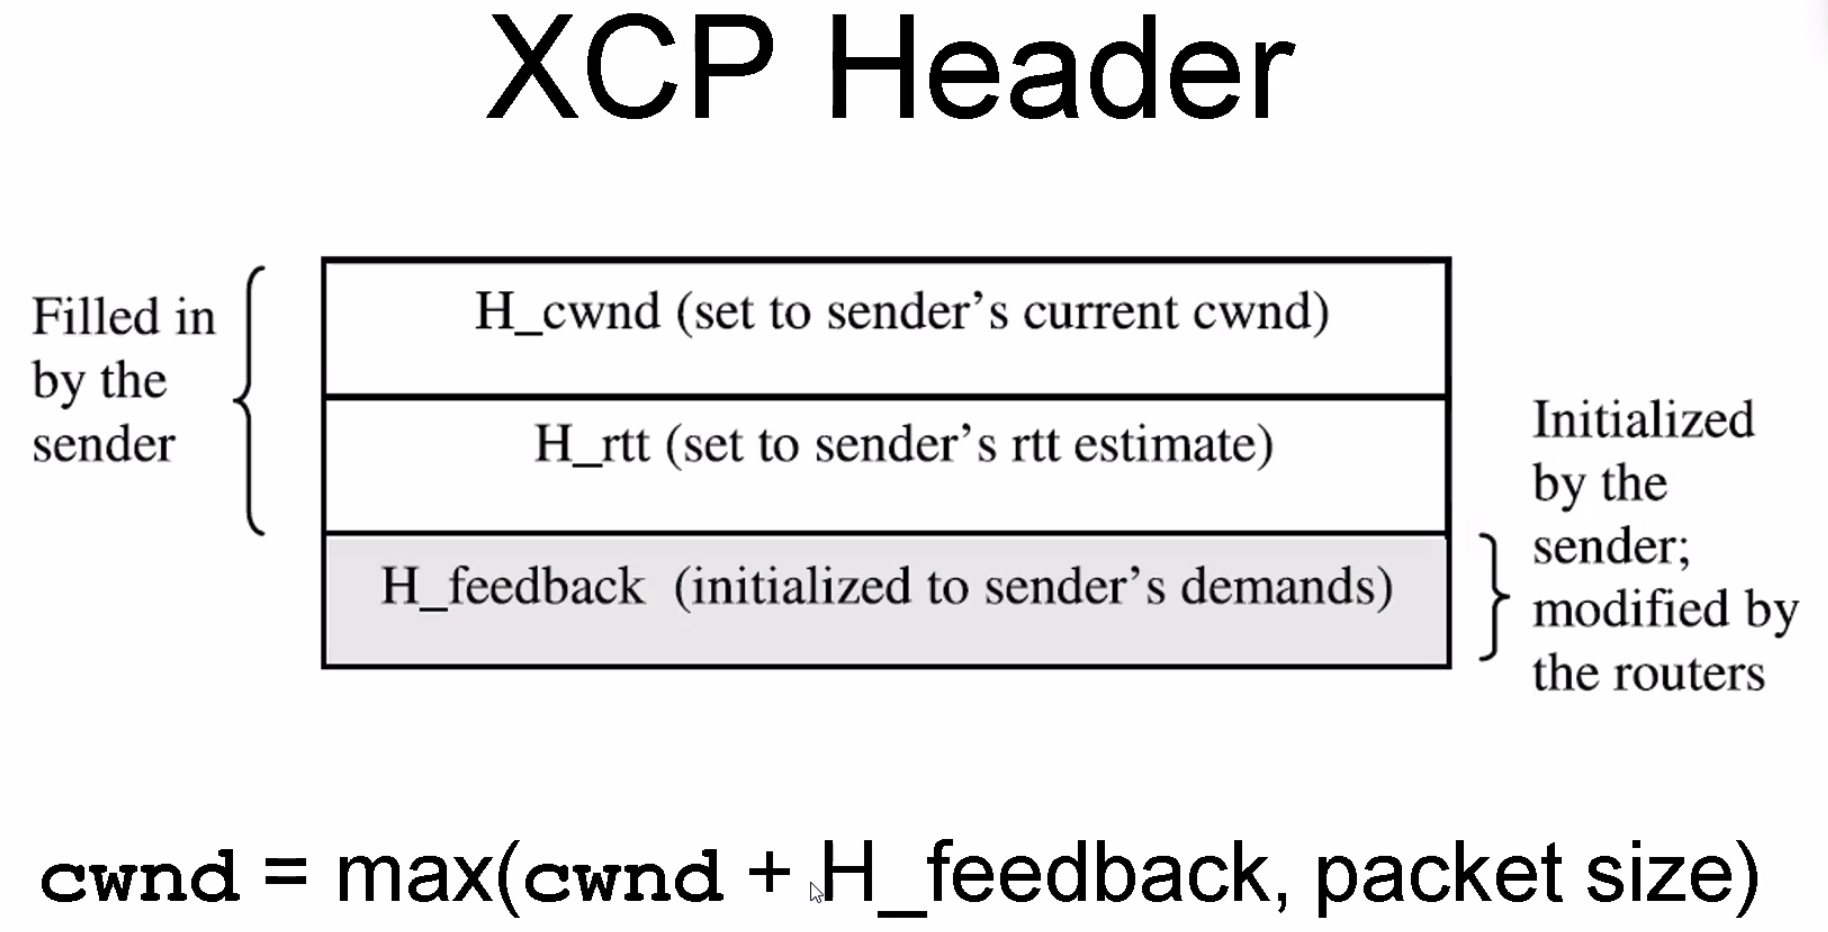 XCP Header
Filled in
by the
sender
H_cwnd (set to sender’s current cwnd)
H_rtt (set to sender’s rtt estimate)
H_feedback (initialized to sender’s demands)
Initialized
by the
sender;
modified by
the routers
cwnd = max(cwnd + H_feedback, packet size)